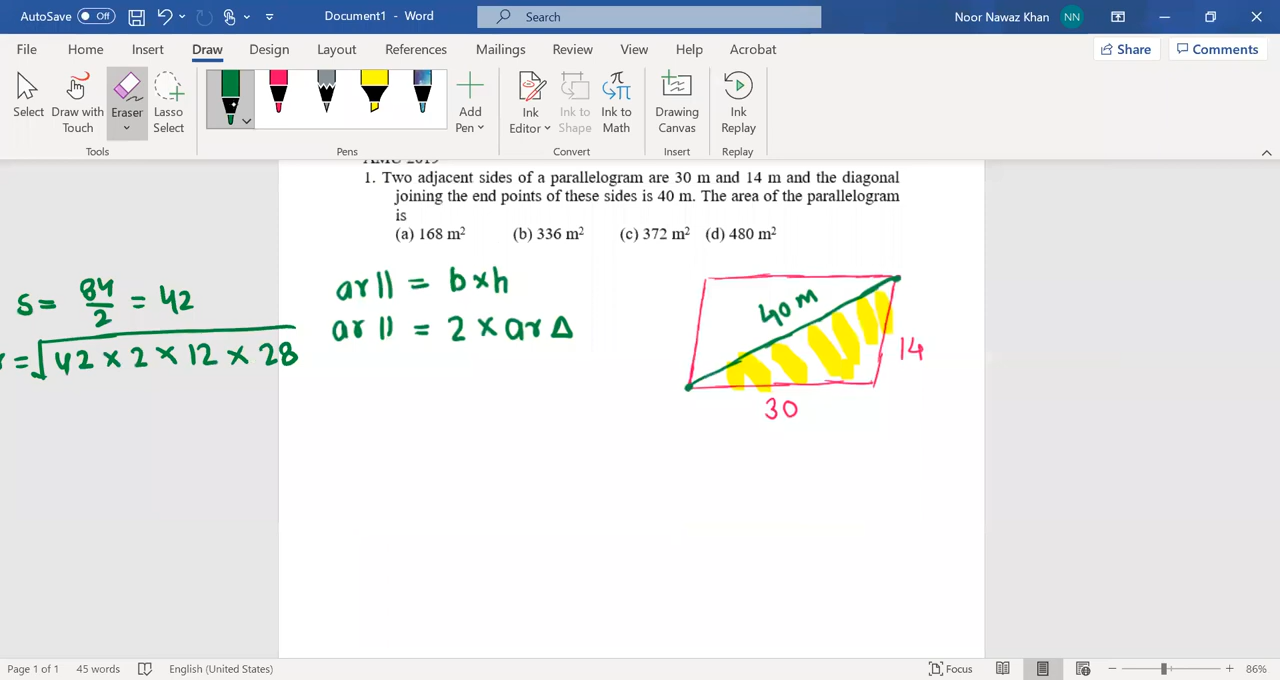 AutoSave Off Document1 - Word Search Noor Nawaz Khan NN
File Home Insert Draw Design Layout References Mailings Review View Help Acrobat Share Comments
Select Draw with Touch Eraser Lasso Select Add Pen Ink Editor Ink to Shape Ink to Math Drawing Canvas Ink Replay
Tools Pens Convert Insert Replay
AMU 2019
1. Two adjacent sides of a parallelogram are 30 m and 14 m and the diagonal
joining the end points of these sides is 40 m. The area of the parallelogram
is
(a) 168 m² (b) 336 m² (c) 372 m² (d) 480 m²
S = 84/2 = 42
= √42 × 2 × 12 × 28
ar || = b × h
ar || = 2 × ar Δ
40 m
14
30
Page 1 of 1 45 words English (United States) Focus 86%